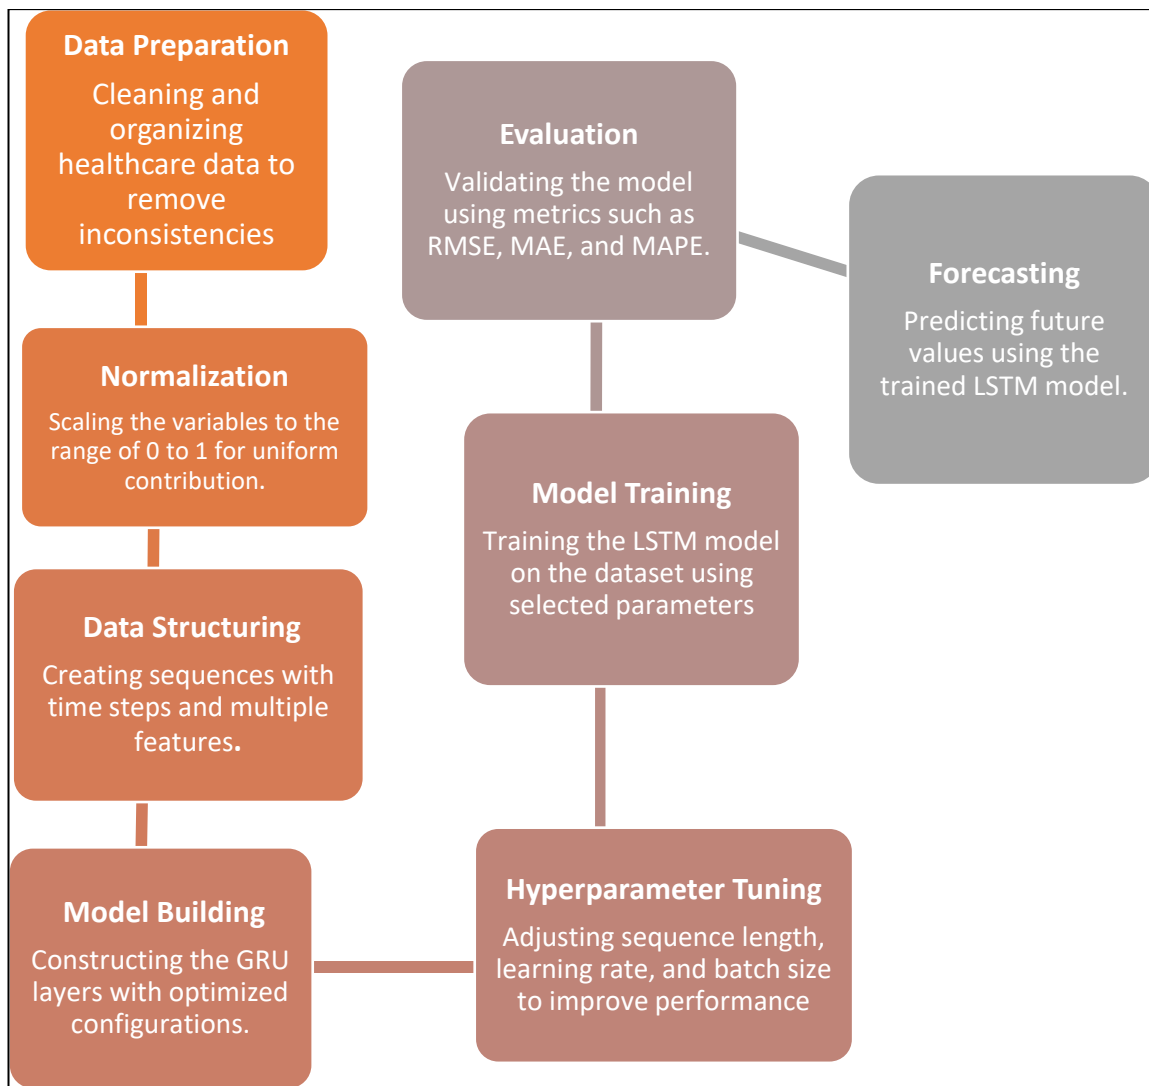 Data Preparation
Cleaning and
organizing
healthcare data to
remove
inconsistencies
Normalization
Scaling the variables to the
range of 0 to 1 for uniform
contribution.
Data Structuring
Creating sequences with
time steps and multiple
features.
Model Building
Constructing the GRU
layers with optimized
configurations.
Hyperparameter Tuning
Adjusting sequence length,
learning rate, and batch size
to improve performance
Model Training
Training the LSTM model
on the dataset using
selected parameters
Evaluation
Validating the model
using metrics such as
RMSE, MAE, and MAPE.
Forecasting
Predicting future
values using the
trained LSTM model.